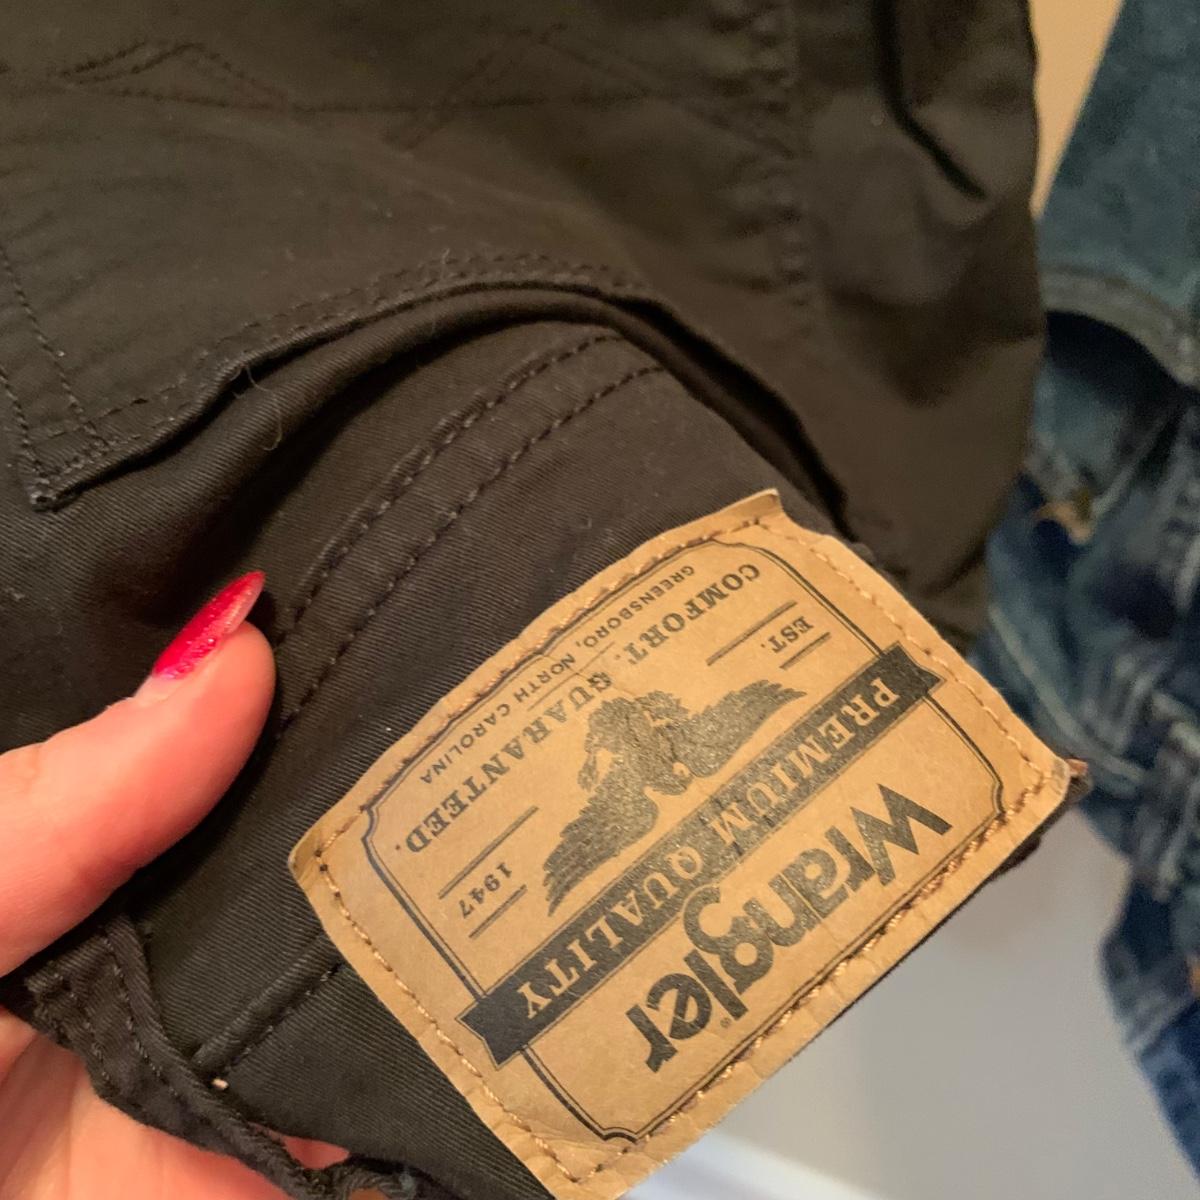 Wrangler®
PREMIUM QUALITY
EST. 1947
COMFORT. GUARANTEED.
GREENSBORO, NORTH CAROLINA